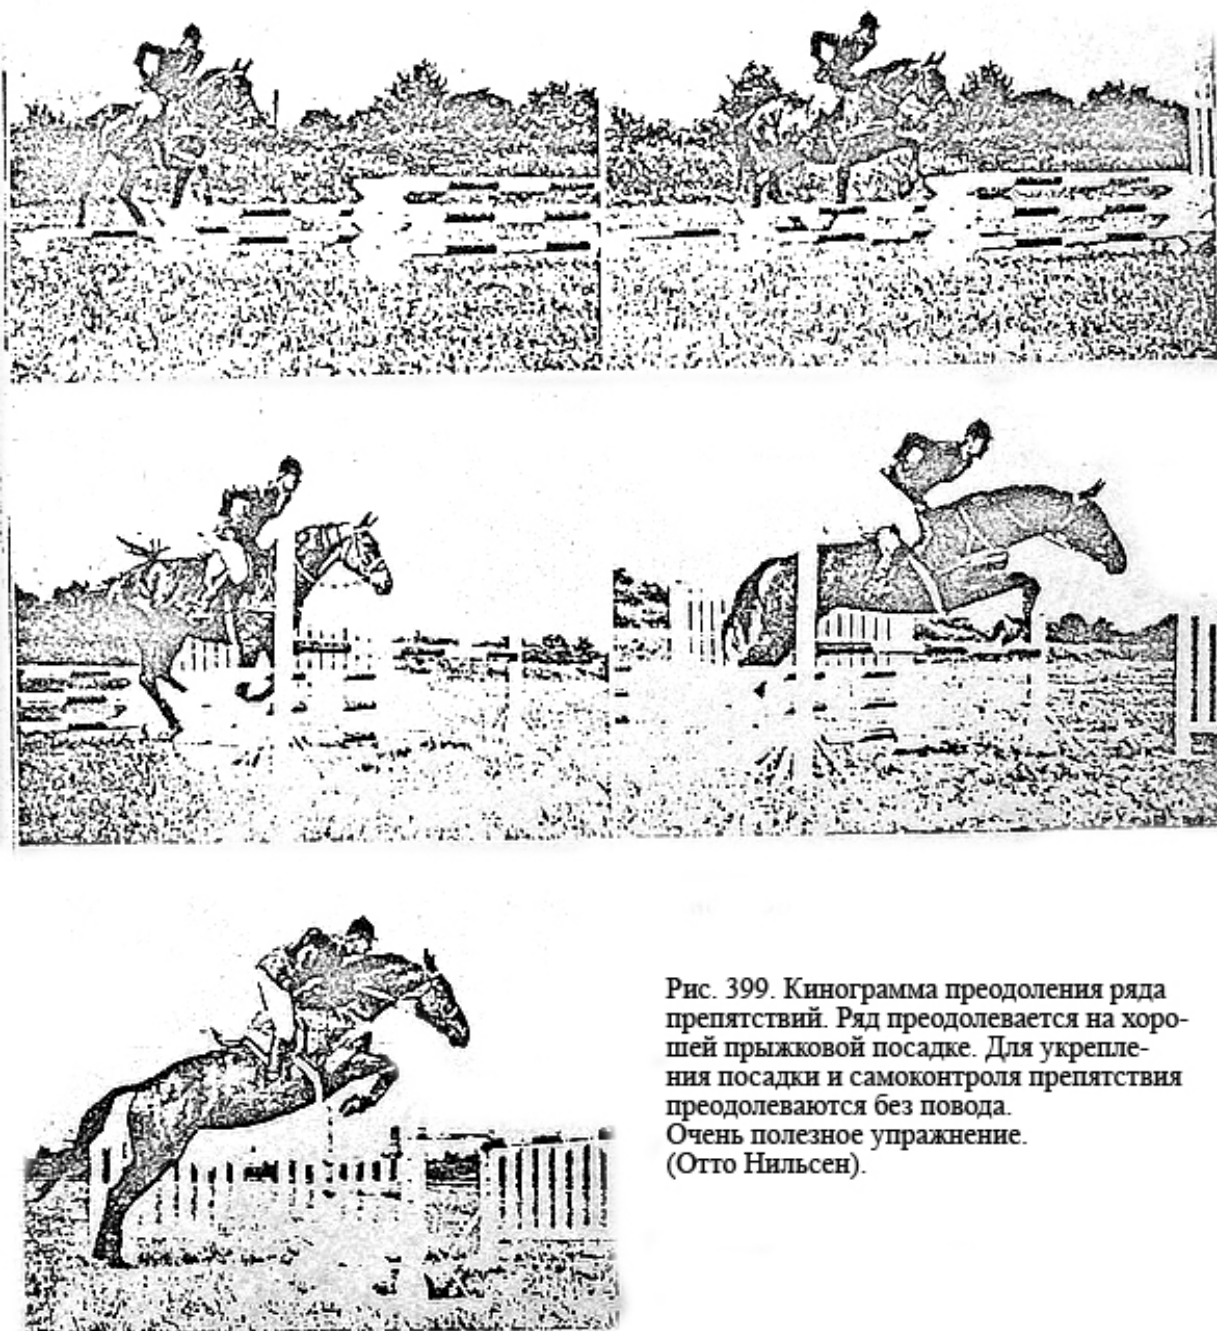 Рис. 399. Кинограмма преодоления ряда
препятствий. Ряд преодолевается на хоро-
шей прыжковой посадке. Для укрепле-
ния посадки и самоконтроля препятствия
преодолеваются без повода.
Очень полезное упражнение.
(Отто Нильсен).